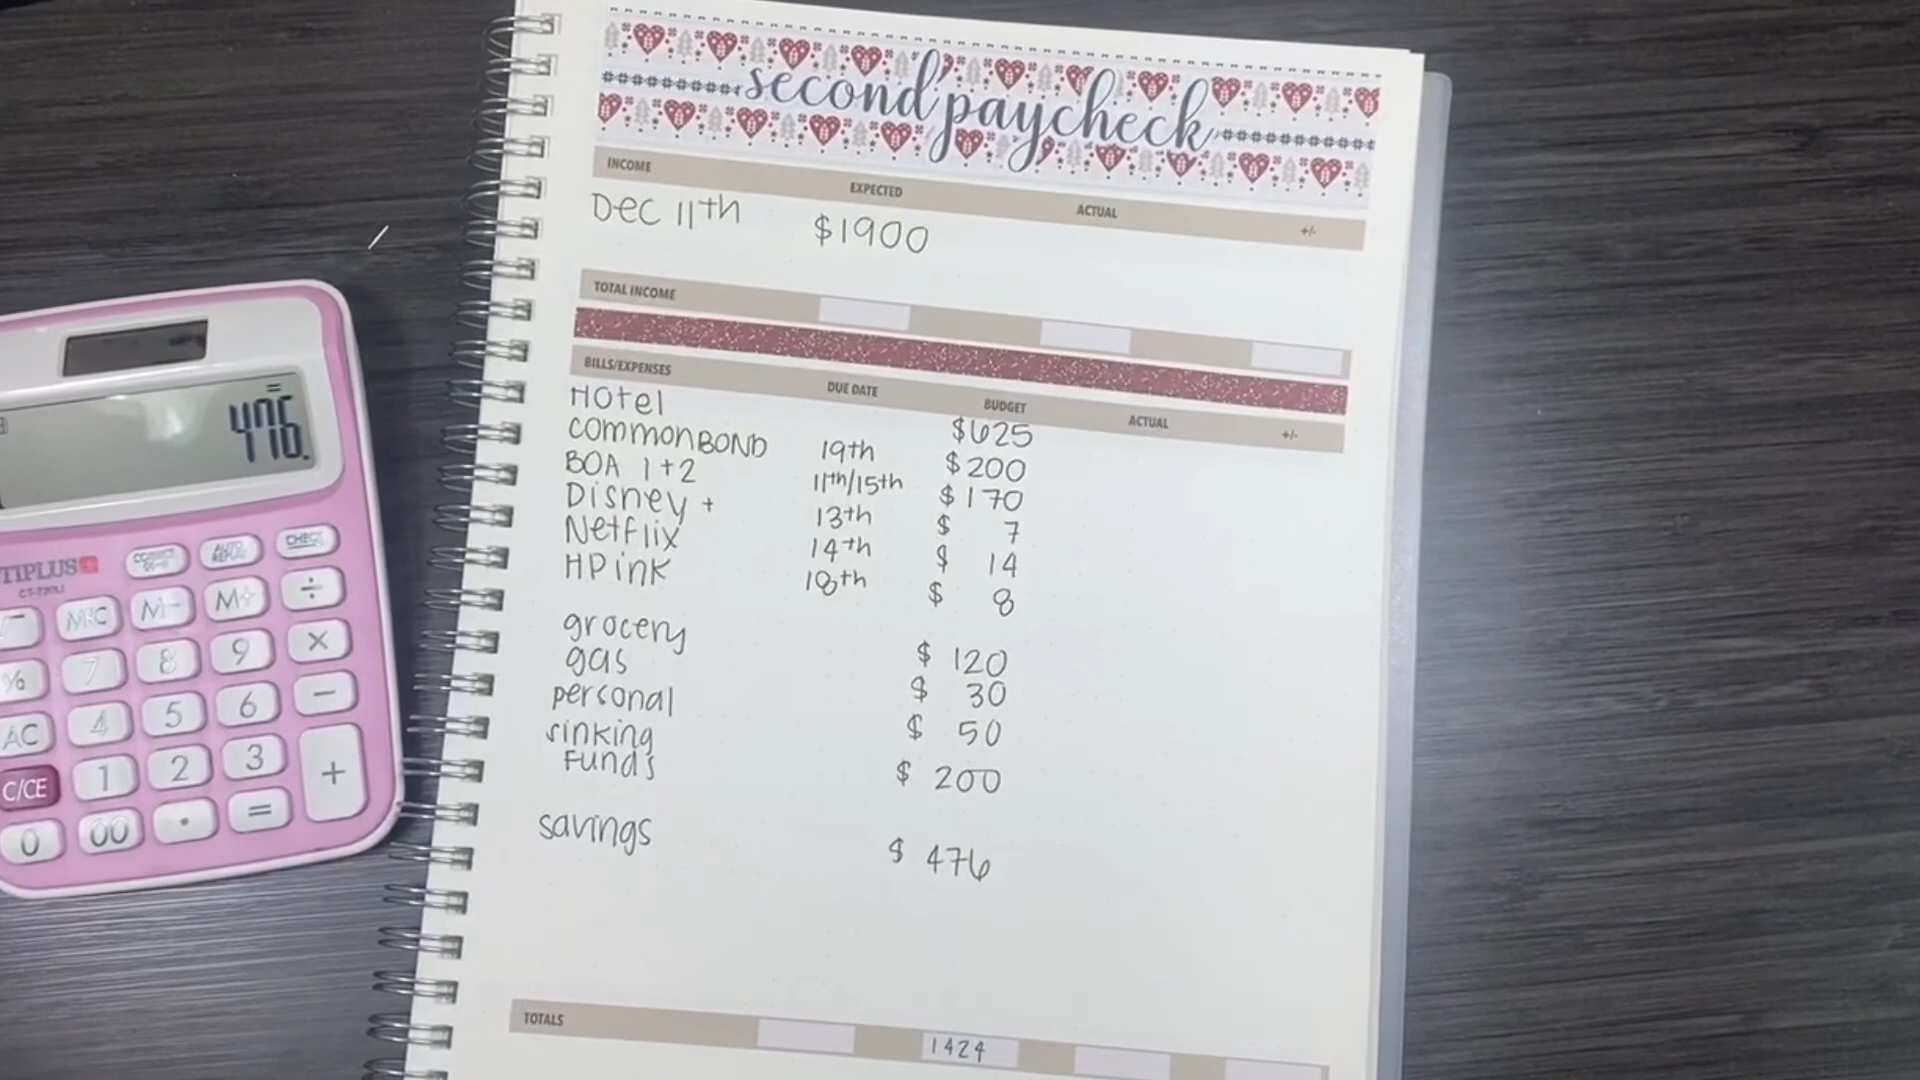 second paycheck
INCOME EXPECTED ACTUAL +/-
Dec 11th $1900
TOTAL INCOME
BILLS/EXPENSES DUE DATE BUDGET ACTUAL +/-
Hotel $625
commonBOND 19th $200
BOA 1+2 11th/15th $170
Disney + 13th $ 7
Netflix 14th $ 14
HP ink 18th $ 8
grocery $ 120
gas $ 30
personal $ 50
sinking
Funds $ 200
savings $ 476
TOTALS 1424
476.
TIPLUS
CHECK
MRC M- M+ ÷
% 7 8 9 ×
AC 4 5 6 −
C/CE 1 2 3 +
0 00 . =